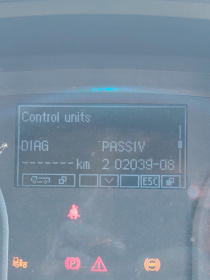 Control units
DIAG PASSIV
-------km 2 02039-08
ESC
P